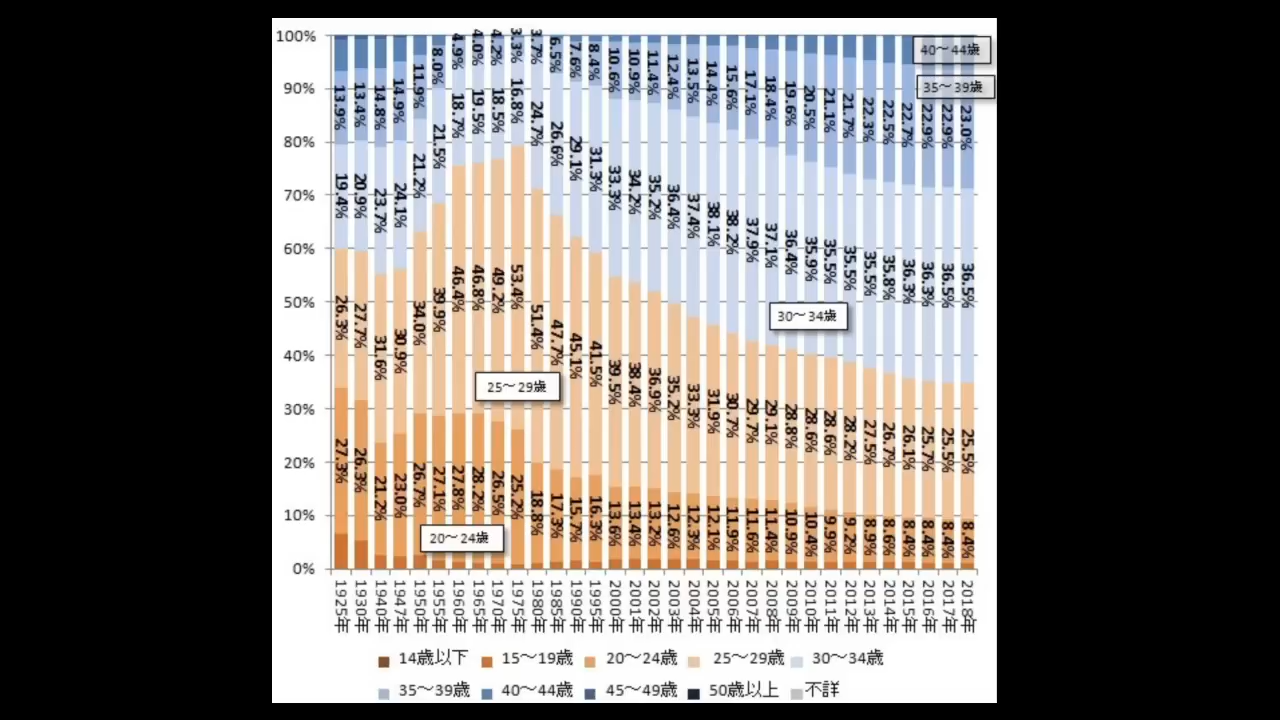 100%
90%
80%
70%
60%
50%
40%
30%
20%
10%
0%
40～44歳
35～39歳
13.9% 13.4% 14.8% 14.9% 11.9% 8.0% 4.9% 4.0% 4.2% 3.3% 3.7% 6.5% 7.6% 8.4% 10.6% 10.9% 11.4% 12.4% 13.5% 14.4% 15.6% 17.1% 18.4% 19.6% 20.5% 21.1% 21.7% 22.3% 22.5% 22.7% 22.9% 22.9% 23.0%
19.4% 20.9% 23.7% 24.1% 21.2% 21.5% 18.7% 19.5% 18.5% 16.8% 24.7% 26.6% 29.1% 31.3% 33.3% 34.2% 35.2% 36.4% 37.4% 38.1% 38.2% 37.9% 37.1% 36.4% 35.9% 35.5% 35.5% 35.5% 35.8% 36.3% 36.3% 36.5% 36.5%
30～34歳
26.3% 27.7% 31.6% 30.9% 34.0% 39.9% 46.4% 46.8% 49.2% 53.4% 51.4% 47.7% 45.1% 41.5% 39.5% 38.4% 36.9% 35.2% 33.3% 31.9% 30.7% 29.7% 29.1% 28.8% 28.6% 28.6% 28.2% 27.5% 26.7% 26.1% 25.7% 25.5% 25.5%
25～29歳
27.3% 26.3% 21.2% 23.0% 26.7% 27.1% 27.8% 28.2% 26.5% 25.2% 18.8% 17.3% 15.7% 16.3% 13.6% 13.4% 13.2% 12.6% 12.3% 12.1% 11.9% 11.6% 11.4% 10.9% 10.4% 9.9% 9.2% 8.9% 8.6% 8.4% 8.4% 8.4% 8.4%
20～24歳
1925年 1930年 1940年 1947年 1950年 1955年 1960年 1965年 1970年 1975年 1980年 1985年 1990年 1995年 2000年 2001年 2002年 2003年 2004年 2005年 2006年 2007年 2008年 2009年 2010年 2011年 2012年 2013年 2014年 2015年 2016年 2017年 2018年
14歳以下 15～19歳 20～24歳 25～29歳 30～34歳
35～39歳 40～44歳 45～49歳 50歳以上 不詳